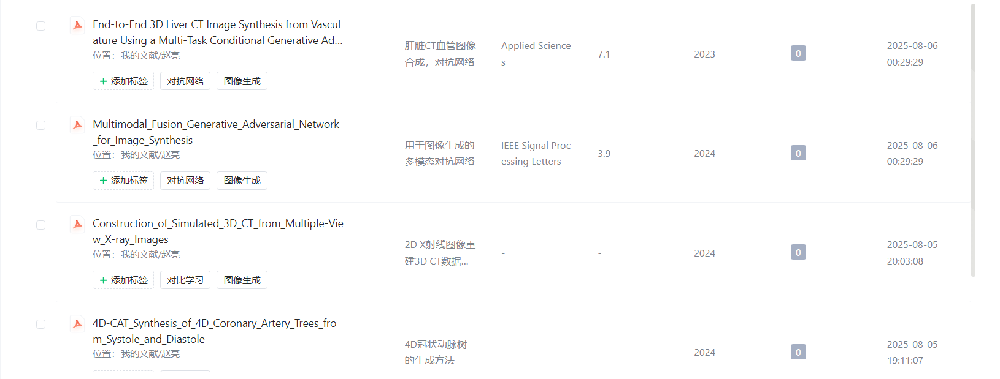 End-to-End 3D Liver CT Image Synthesis from Vascul
ature Using a Multi-Task Conditional Generative Ad...
位置：我的文献/赵亮
+ 添加标签 对抗网络 图像生成
肝脏CT血管图像
合成，对抗网络
Applied Science
s
7.1
2023
0
2025-08-06
00:29:29
Multimodal_Fusion_Generative_Adversarial_Network
_for_Image_Synthesis
位置：我的文献/赵亮
+ 添加标签 对抗网络 图像生成
用于图像生成的
多模态对抗网络
IEEE Signal Proc
essing Letters
3.9
2024
0
2025-08-06
00:29:29
Construction_of_Simulated_3D_CT_from_Multiple-Vie
w_X-ray_Images
位置：我的文献/赵亮
+ 添加标签 对比学习 图像生成
2D X射线图像重
建3D CT数据...
-
-
2024
0
2025-08-05
20:03:08
4D-CAT_Synthesis_of_4D_Coronary_Artery_Trees_fro
m_Systole_and_Diastole
位置：我的文献/赵亮
4D冠状动脉树
的生成方法
-
-
2024
0
2025-08-05
19:11:07